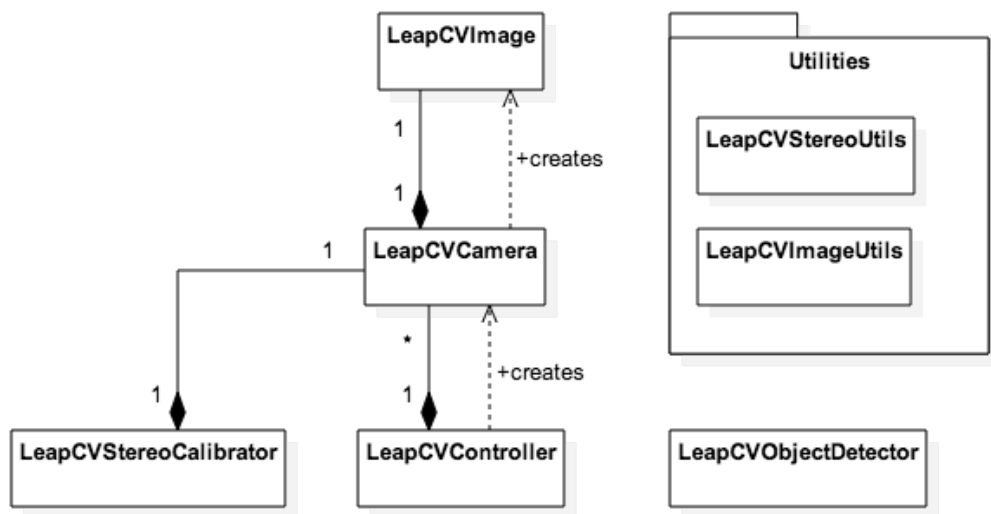 LeapCVImage
Utilities
1
LeapCVStereoUtils
+creates
1
1
LeapCVCamera
LeapCVImageUtils
*
+creates
1
1
LeapCVStereoCalibrator
LeapCVController
LeapCVObjectDetector